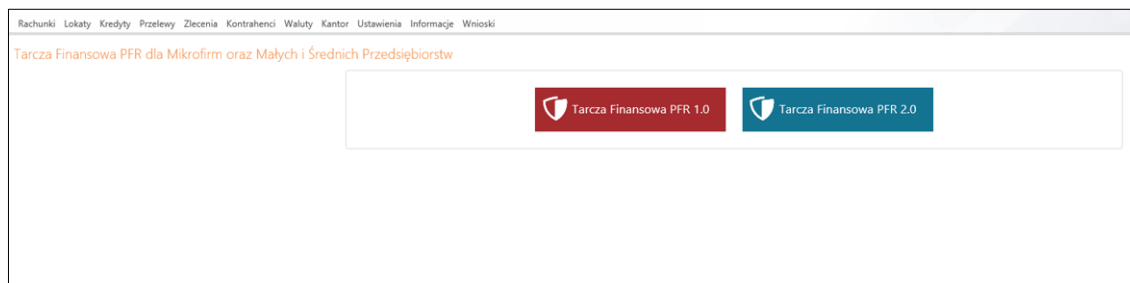 Rachunki Lokaty Kredyty Przelewy Zlecenia Kontrahenci Waluty Kantor Ustawienia Informacje Wnioski
Tarcza Finansowa PFR dla Mikrofirm oraz Małych i Średnich Przedsiębiorstw
Tarcza Finansowa PFR 1.0 Tarcza Finansowa PFR 2.0